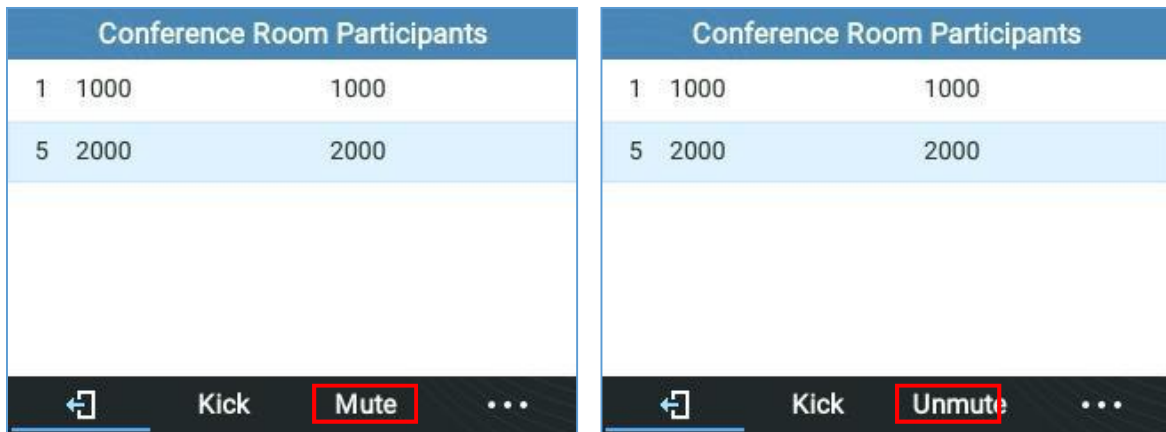 Conference Room Participants
1 1000 1000
5 2000 2000
Kick Mute ...
Conference Room Participants
1 1000 1000
5 2000 2000
Kick Unmute ...